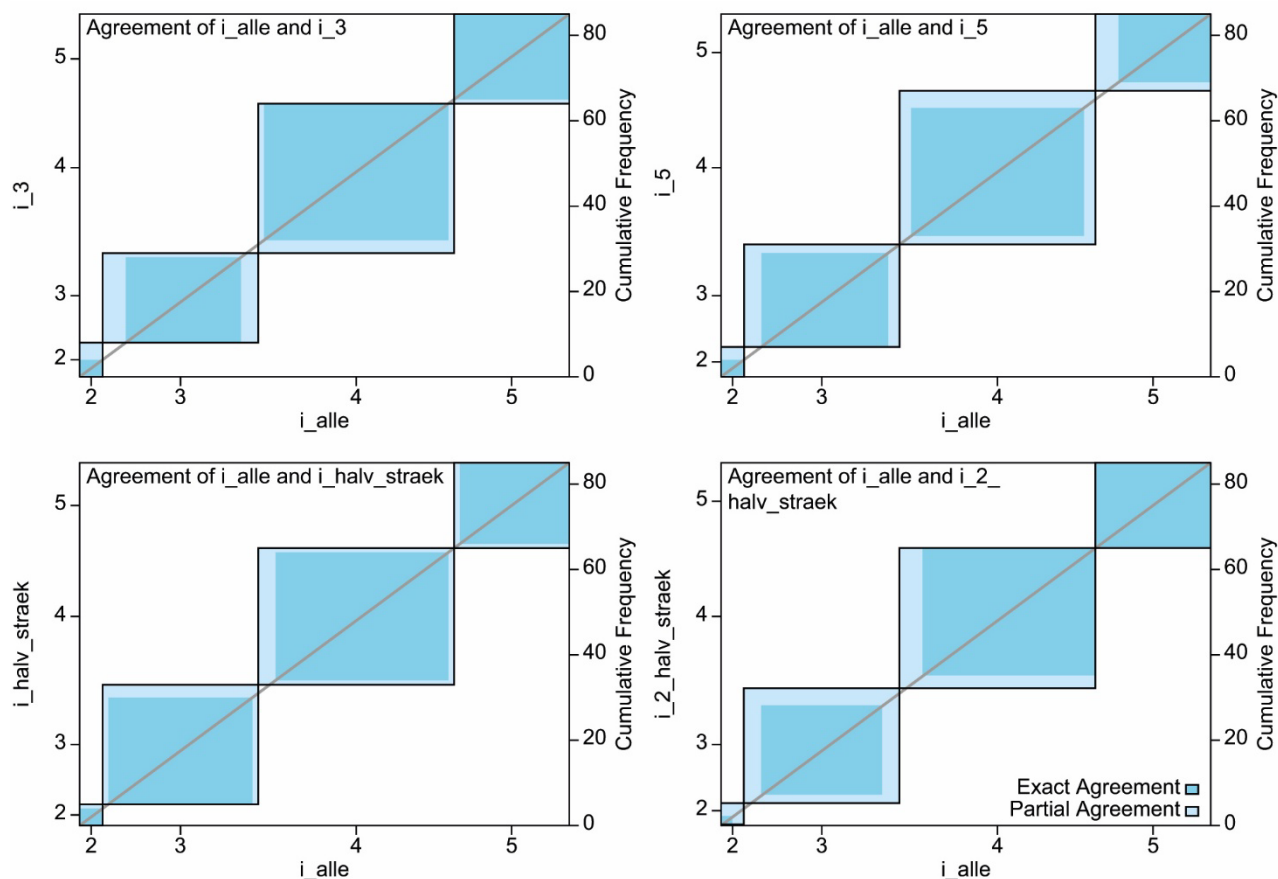 Agreement of i_alle and i_3
5
4
3
2
i_3
80
60
40
20
0
Cumulative Frequency
2 3 4 5
i_alle
Agreement of i_alle and i_5
5
4
3
2
i_5
80
60
40
20
0
Cumulative Frequency
2 3 4 5
i_alle
Agreement of i_alle and i_halv_straek
5
4
3
2
i_halv_straek
80
60
40
20
0
Cumulative Frequency
2 3 4 5
i_alle
Agreement of i_alle and i_2_
halv_straek
5
4
3
2
i_2_halv_straek
80
60
40
20
0
Cumulative Frequency
Exact Agreement
Partial Agreement
2 3 4 5
i_alle